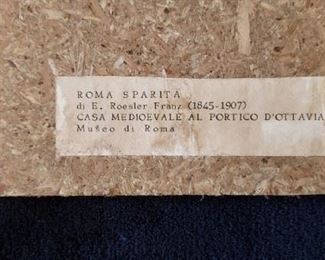 ROMA SPARITA
di E. Roesler Franz (1845-1907)
CASA MEDIOEVALE AL PORTICO D'OTTAVIA
Museo di Roma